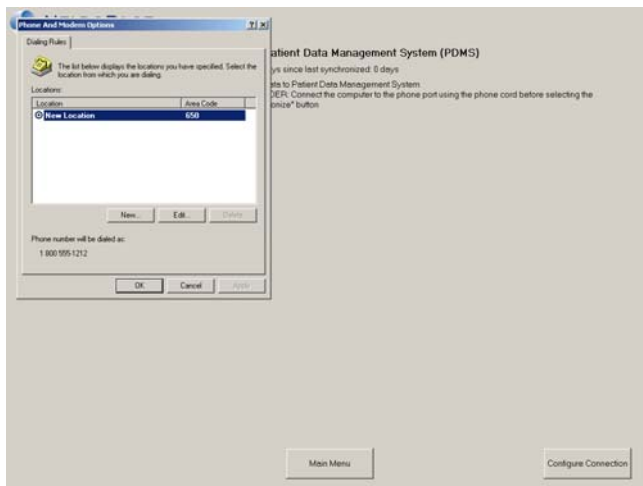 Phone And Modem Options
Dialing Rules
The list below displays the locations you have specified. Select the
location from which you are dialing.
Locations:
Location Area Code
New Location 650
New... Edit... Delete
Phone number will be dialed as:
1 800 555-1212
OK Cancel Apply
atient Data Management System (PDMS)
ys since last synchronized: 0 days
ata to Patient Data Management System
DER: Connect the computer to the phone port using the phone cord before selecting the
onize" button
Main Menu Configure Connection